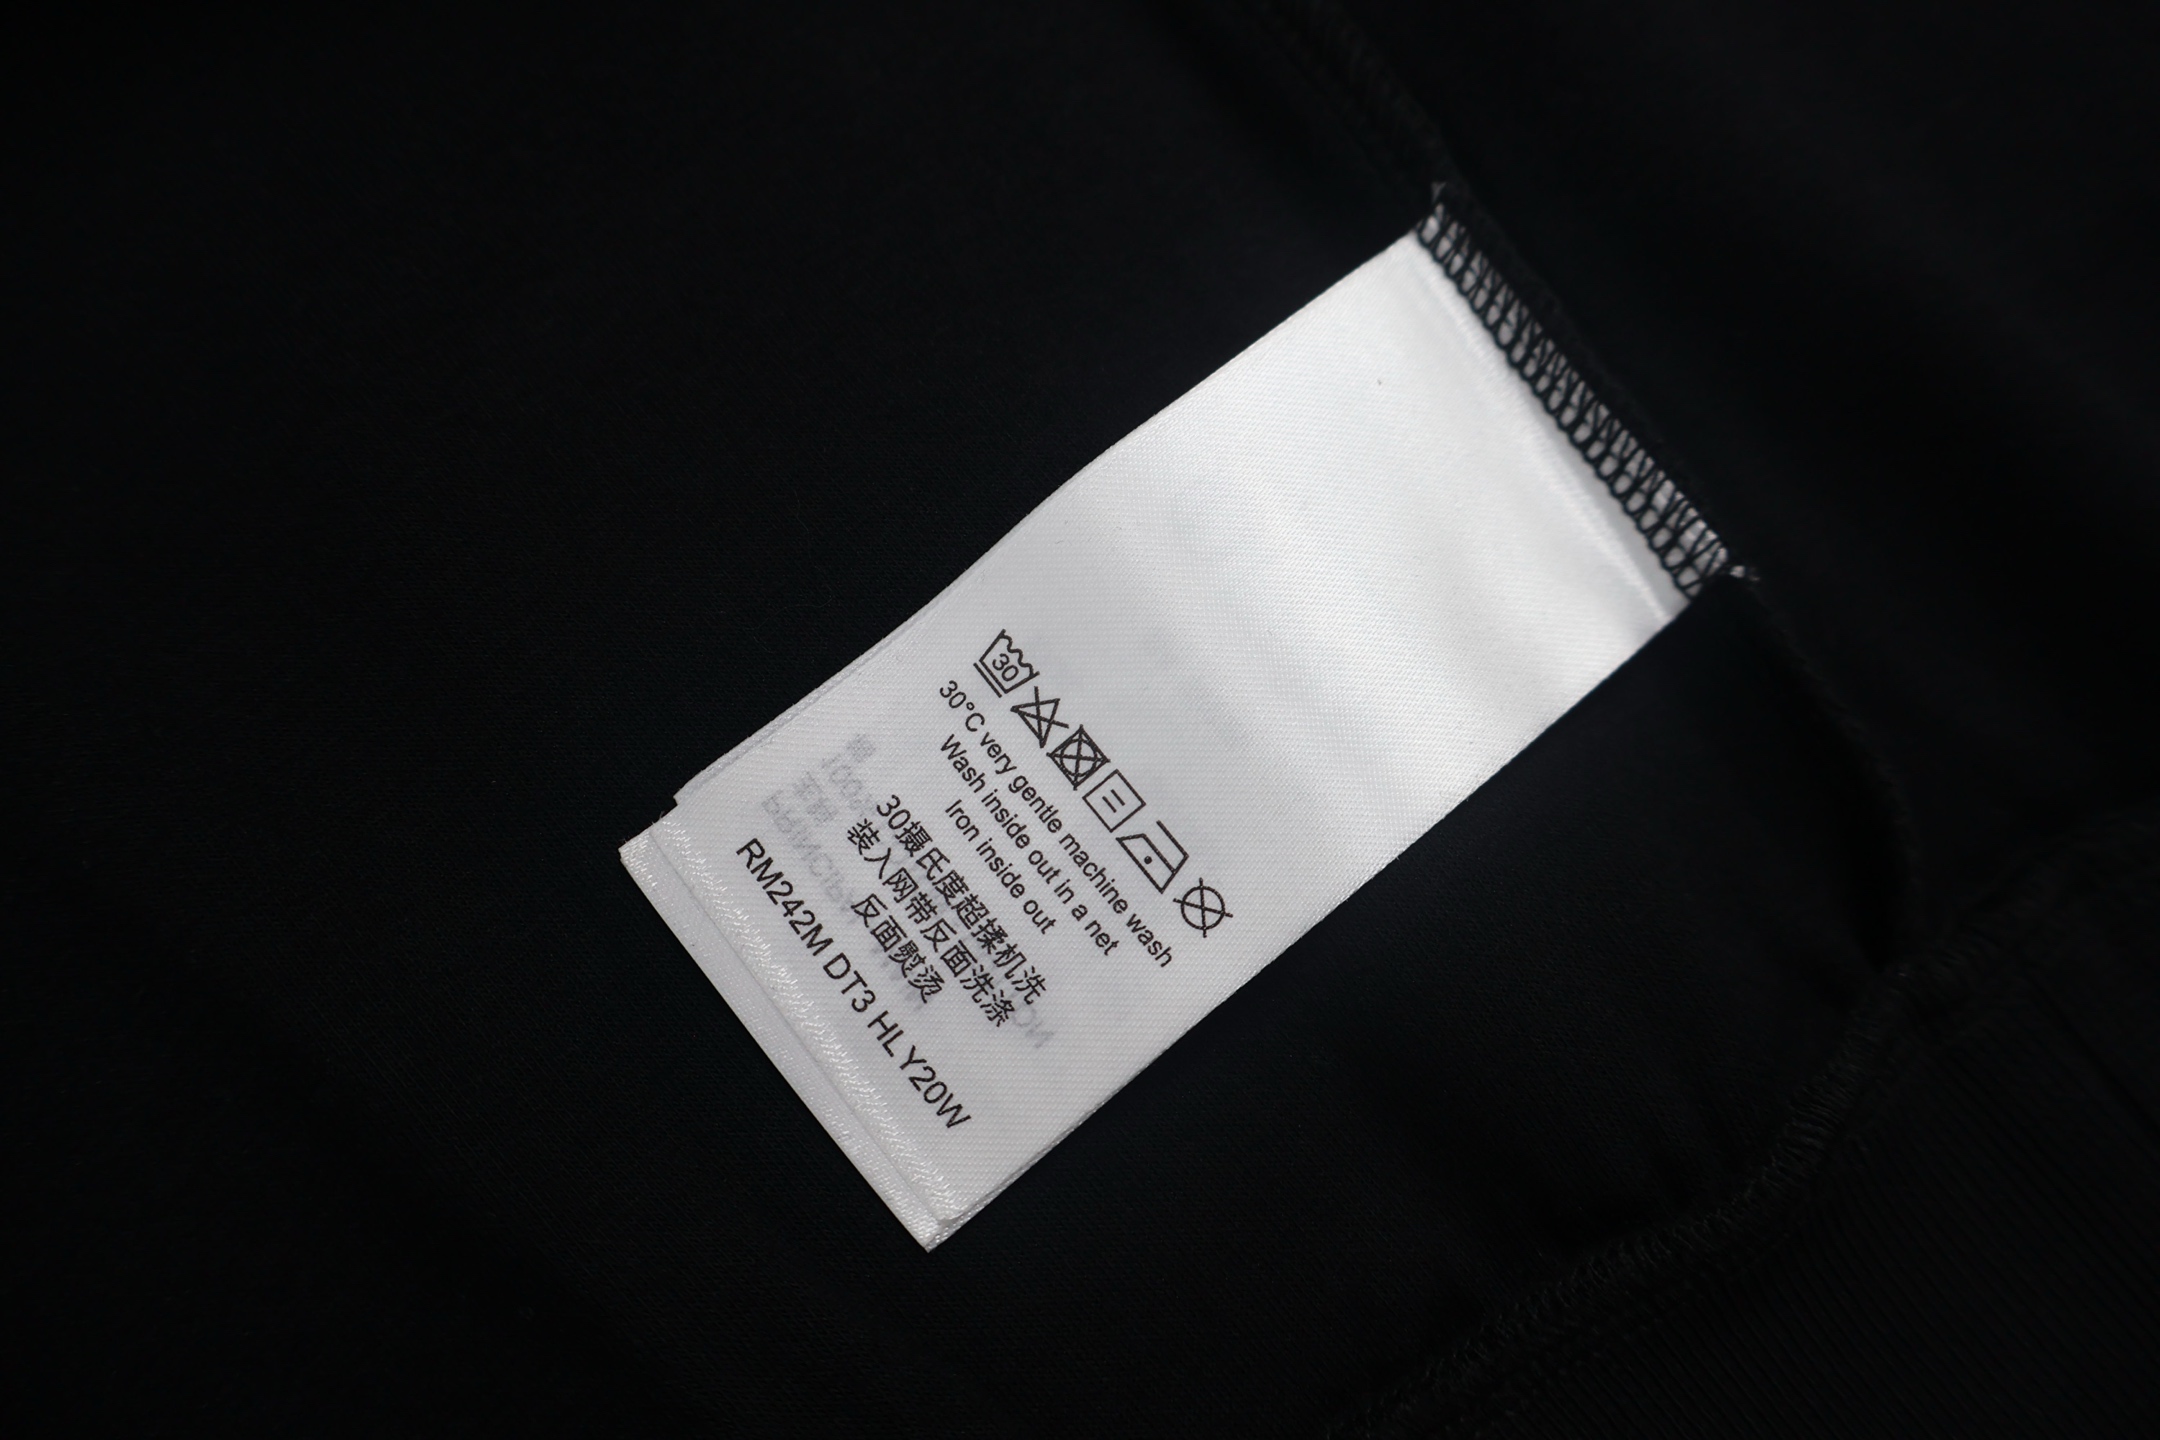 30
30°C very gentle machine wash
Wash inside out in a net
Iron inside out
30摄氏度超揉机洗
装入网带反面洗涤
反面熨烫
RM242M DT3 HL Y20W